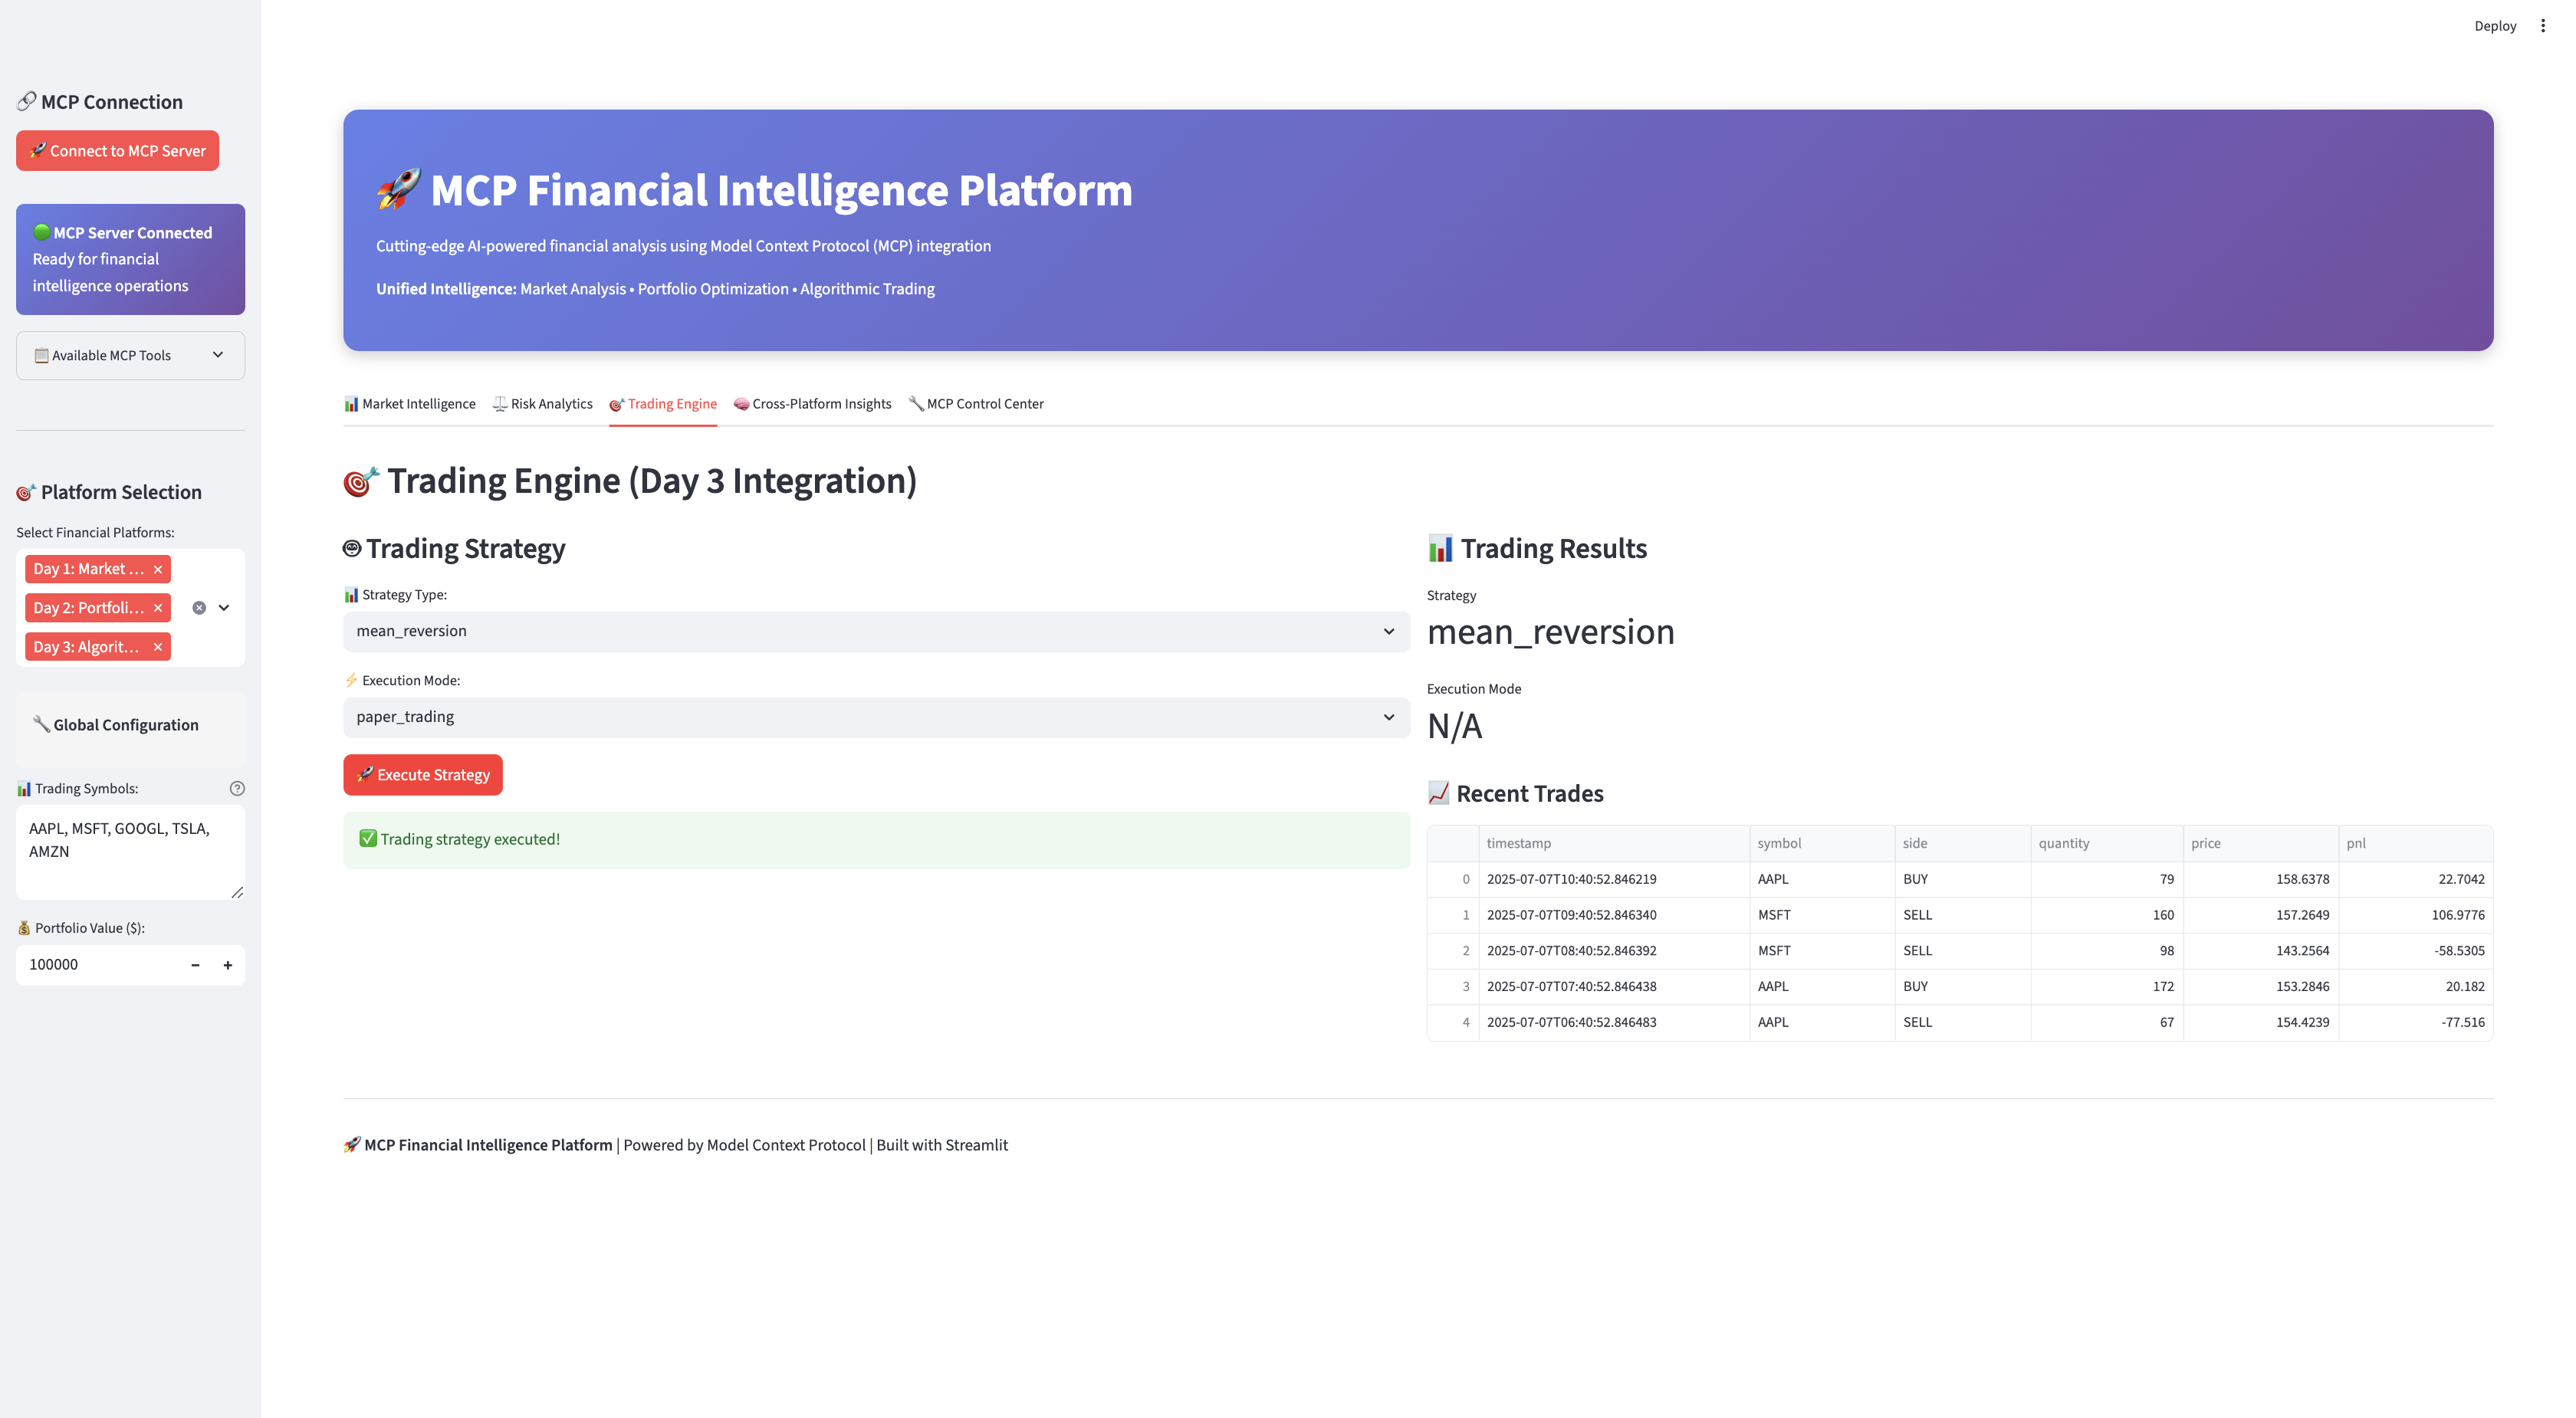 Deploy
🔗 MCP Connection
🚀 Connect to MCP Server
🟢 MCP Server Connected
Ready for financial
intelligence operations
📋 Available MCP Tools
🎯 Platform Selection
Select Financial Platforms:
Day 1: Market ... ×
Day 2: Portfoli... ×
Day 3: Algorit... ×
🔧 Global Configuration
📊 Trading Symbols:
AAPL, MSFT, GOOGL, TSLA,
AMZN
💰 Portfolio Value ($):
100000 − +
🚀 MCP Financial Intelligence Platform
Cutting-edge AI-powered financial analysis using Model Context Protocol (MCP) integration
Unified Intelligence: Market Analysis • Portfolio Optimization • Algorithmic Trading
📊 Market Intelligence ⚖️ Risk Analytics 🎯 Trading Engine 🧠 Cross-Platform Insights 🔧 MCP Control Center
🎯 Trading Engine (Day 3 Integration)
Trading Strategy
📊 Strategy Type:
mean_reversion
⚡ Execution Mode:
paper_trading
🚀 Execute Strategy
✅ Trading strategy executed!
📊 Trading Results
Strategy
mean_reversion
Execution Mode
N/A
📈 Recent Trades
timestamp symbol side quantity price pnl
0 2025-07-07T10:40:52.846219 AAPL BUY 79 158.6378 22.7042
1 2025-07-07T09:40:52.846340 MSFT SELL 160 157.2649 106.9776
2 2025-07-07T08:40:52.846392 MSFT SELL 98 143.2564 -58.5305
3 2025-07-07T07:40:52.846438 AAPL BUY 172 153.2846 20.182
4 2025-07-07T06:40:52.846483 AAPL SELL 67 154.4239 -77.516
🚀 MCP Financial Intelligence Platform | Powered by Model Context Protocol | Built with Streamlit